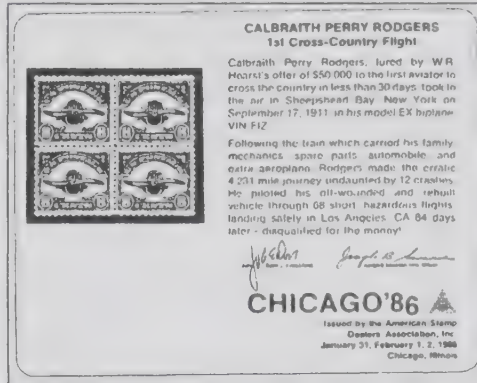 CALBRAITH PERRY RODGERS
1st Cross-Country Flight
Calbraith Perry Rodgers, lured by W.R.
Hearst's offer of $50,000 to the first aviator to
cross the country in less than 30 days, took to
the air in Sheepshead Bay, New York on
September 17, 1911 in his model EX biplane
VIN FIZ
Following the train which carried his family,
mechanics, spare parts, automobile, and
extra aeroplane, Rodgers made the erratic
4,231 mile journey undaunted by 12 crashes.
He piloted his oft-wounded and rebuilt
vehicle through 68 short, hazardous flights
landing safely in Los Angeles, CA 84 days
later - disqualified for the money!
CHICAGO'86
Issued by the American Stamp
Dealers Association, Inc.
January 31, February 1, 2, 1986
Chicago, Illinois